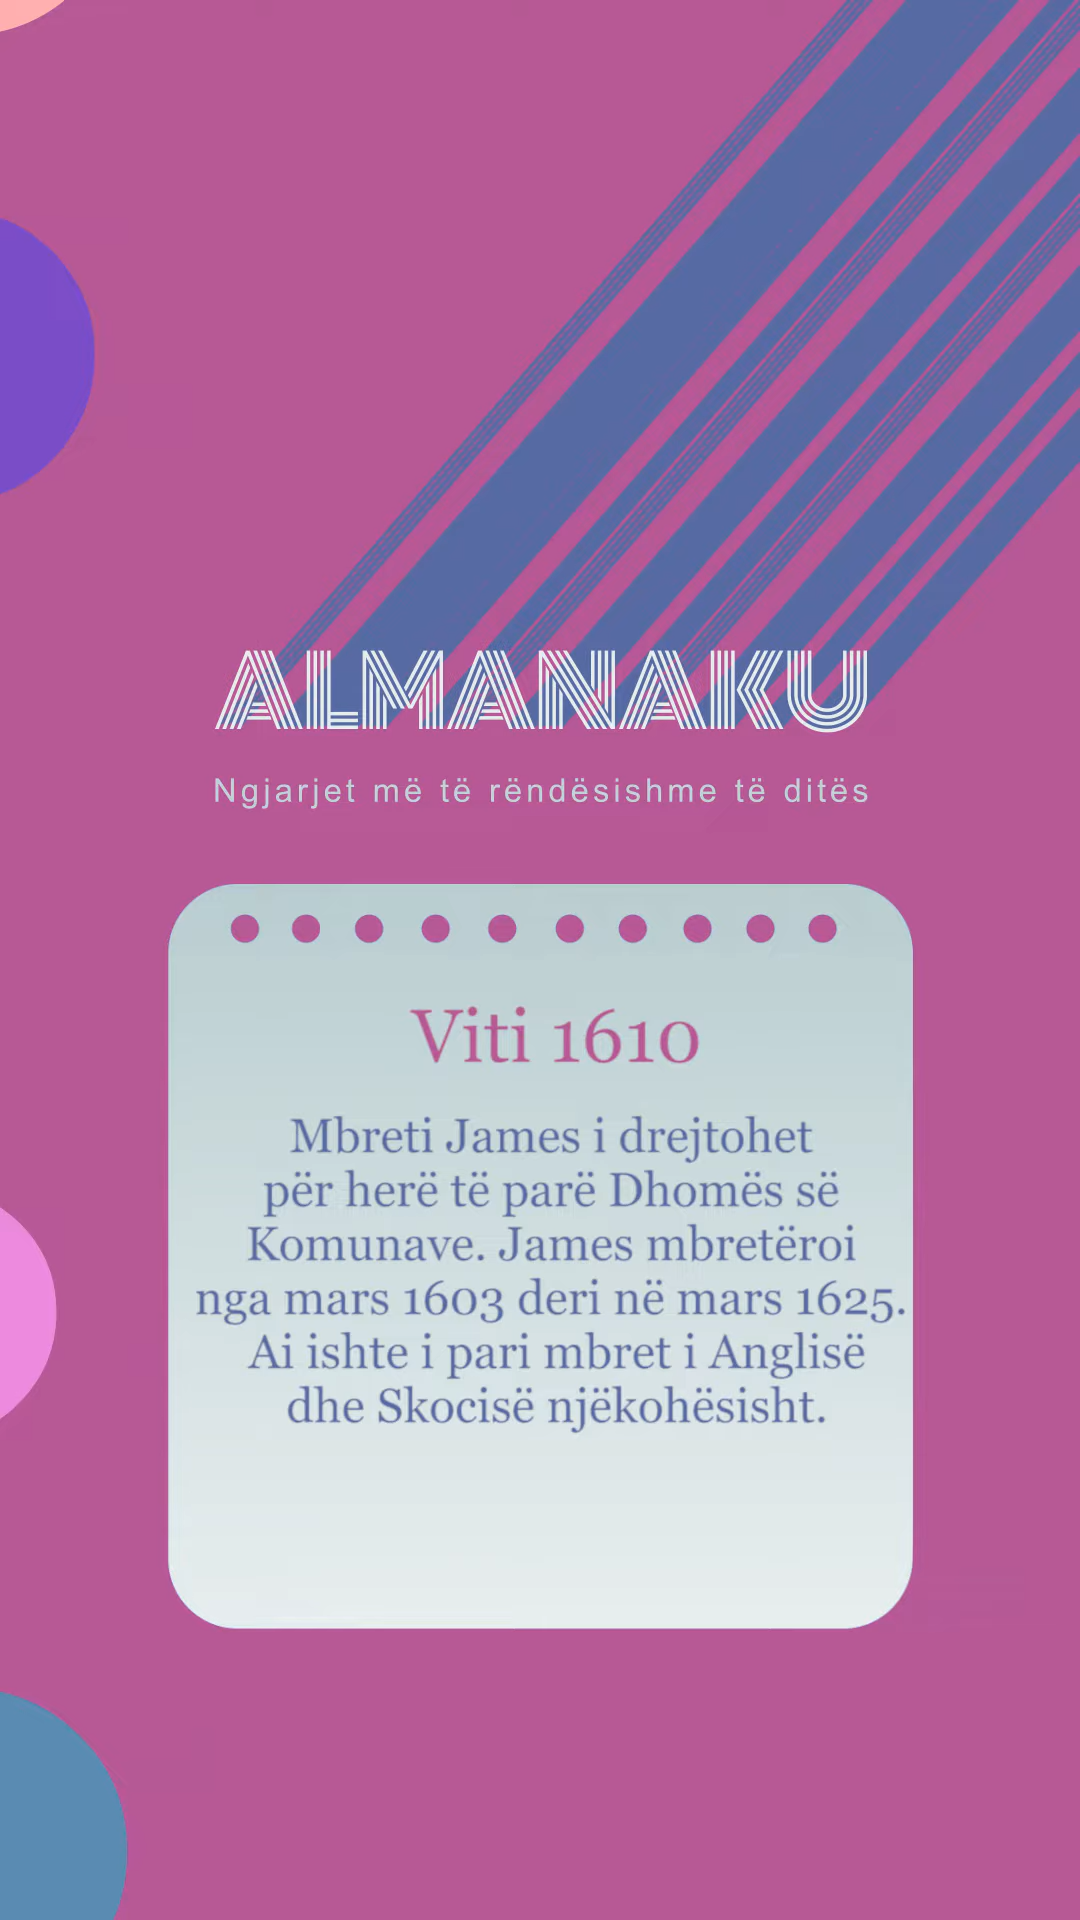 ALMANAKU
Ngjarjet më të rëndësishme të ditës
Viti 1610
Mbreti James i drejtohet
për herë të parë Dhomës së
Komunave. James mbretëroi
nga mars 1603 deri në mars 1625.
Ai ishte i pari mbret i Anglisë
dhe Skocisë njëkohësisht.